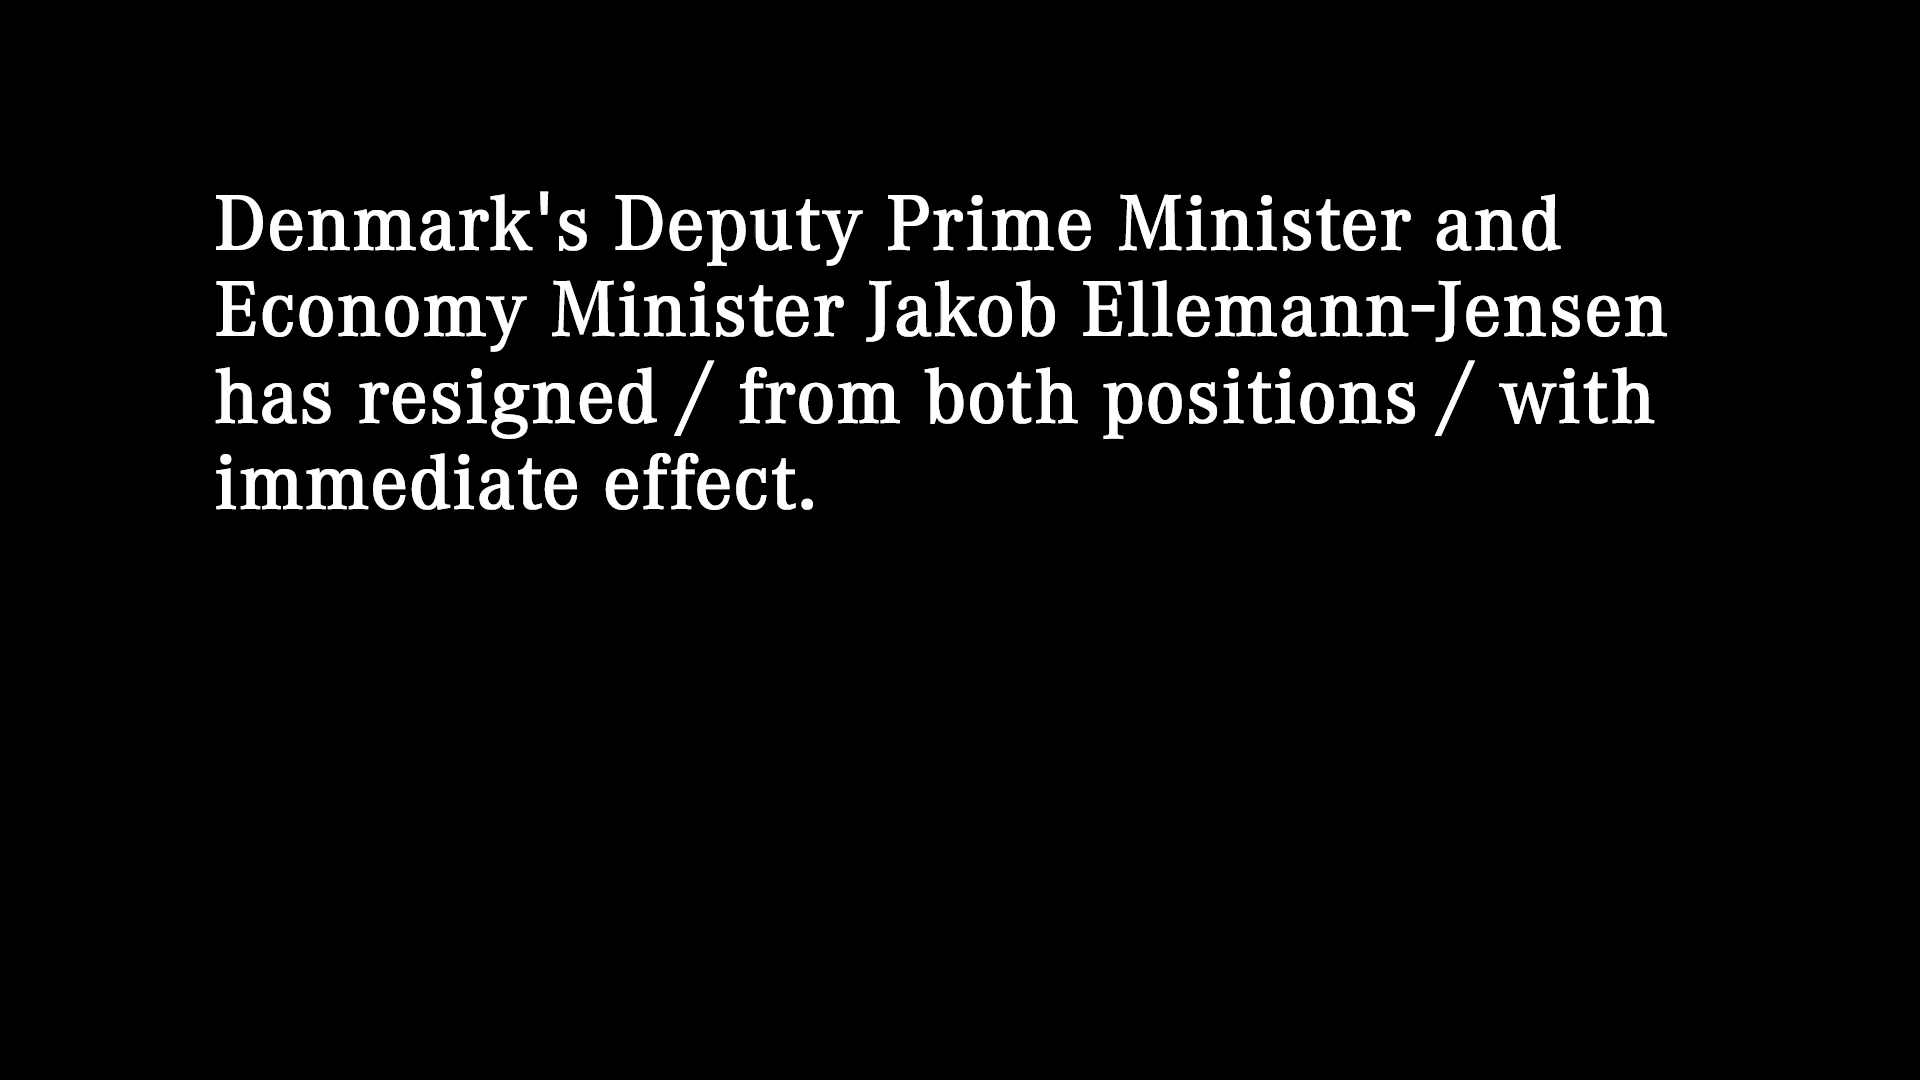 Denmark's Deputy Prime Minister and
Economy Minister Jakob Ellemann-Jensen
has resigned / from both positions / with
immediate effect.